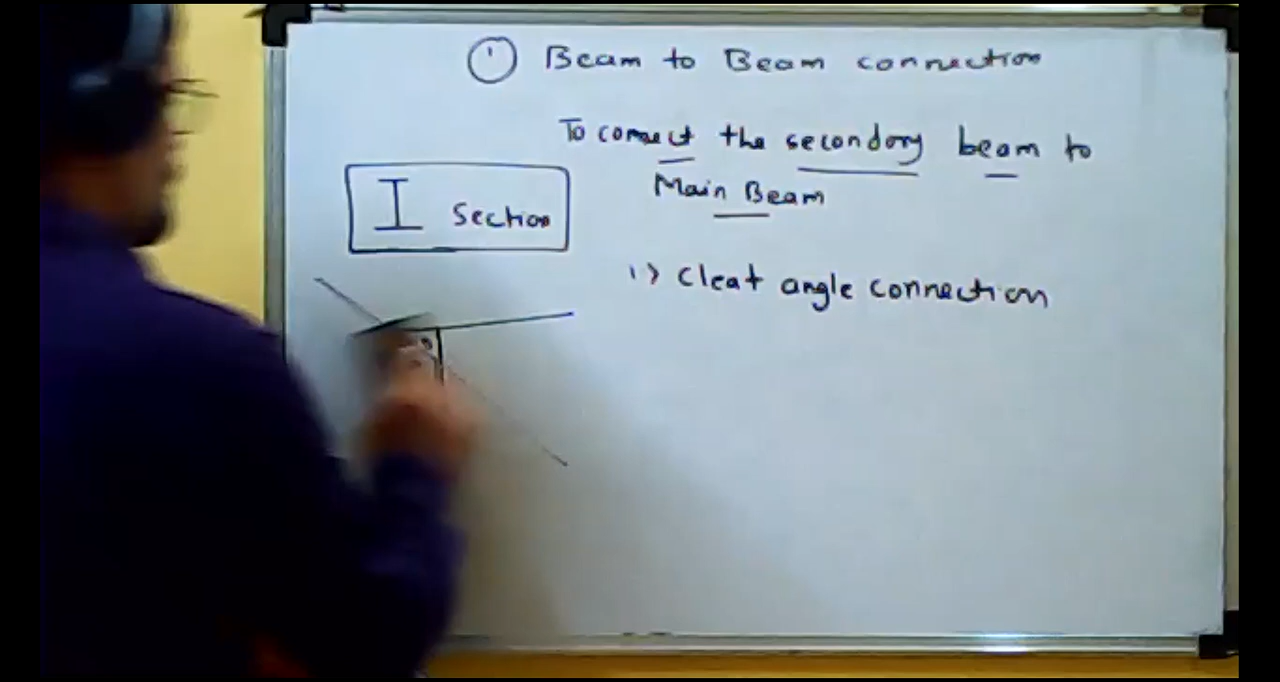 ① Beam to Beam connection
To connect the secondary beam to
Main Beam
I section
1) cleat angle connection